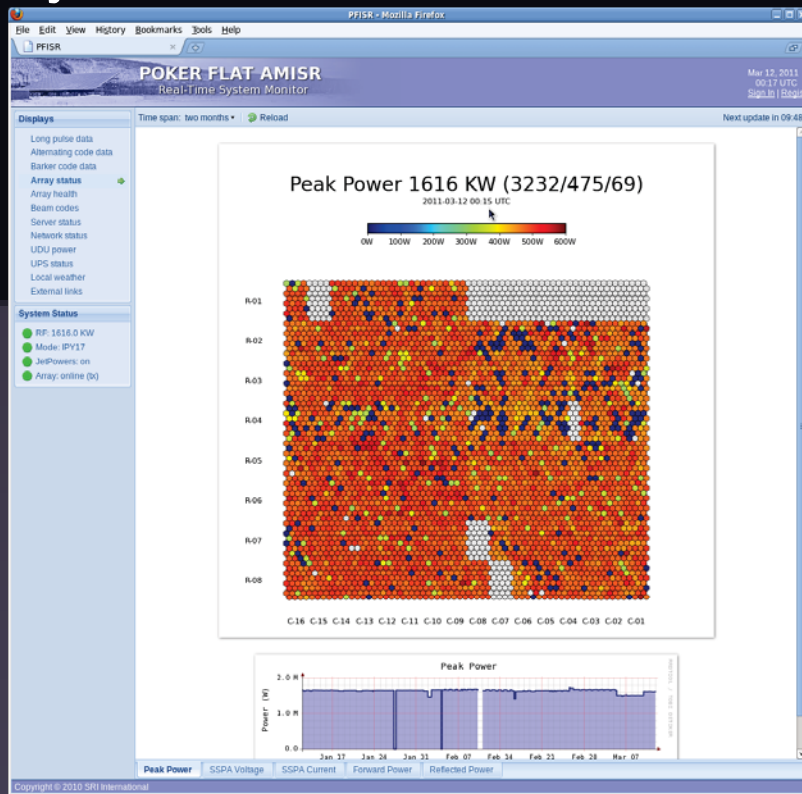 PFISR - Mozilla Firefox
File Edit View History Bookmarks Tools Help
PFISR
POKER FLAT AMISR
Real-Time System Monitor
Mar 12, 2011
00:17 UTC
Sign In |
Displays
Time span: two months
Reload
Next update in 09:48
Long pulse data
Alternating code data
Barker code data
Array status
Array health
Beam codes
Server status
Network status
UDU power
UPS status
Local weather
External links
System Status
RF: 1616.0 KW
Mode: IPY17
JetPowers: on
Array: online (tx)
Peak Power 1616 KW (3232/475/69)
2011-03-12 00:15 UTC
0W 100W 200W 300W 400W 500W 600W
R-01
R-02
R-03
R-04
R-05
R-06
R-07
R-08
C-16 C-15 C-14 C-13 C-12 C-11 C-10 C-09 C-08 C-07 C-06 C-05 C-04 C-03 C-02 C-01
Peak Power
Power (W)
2.0 M
1.0 M
0.0
Jan 17 Jan 24 Jan 31 Feb 07 Feb 14 Feb 21 Feb 28 Mar 07
Peak Power SSPA Voltage SSPA Current Forward Power Reflected Power
Copyright © 2010 SRI International